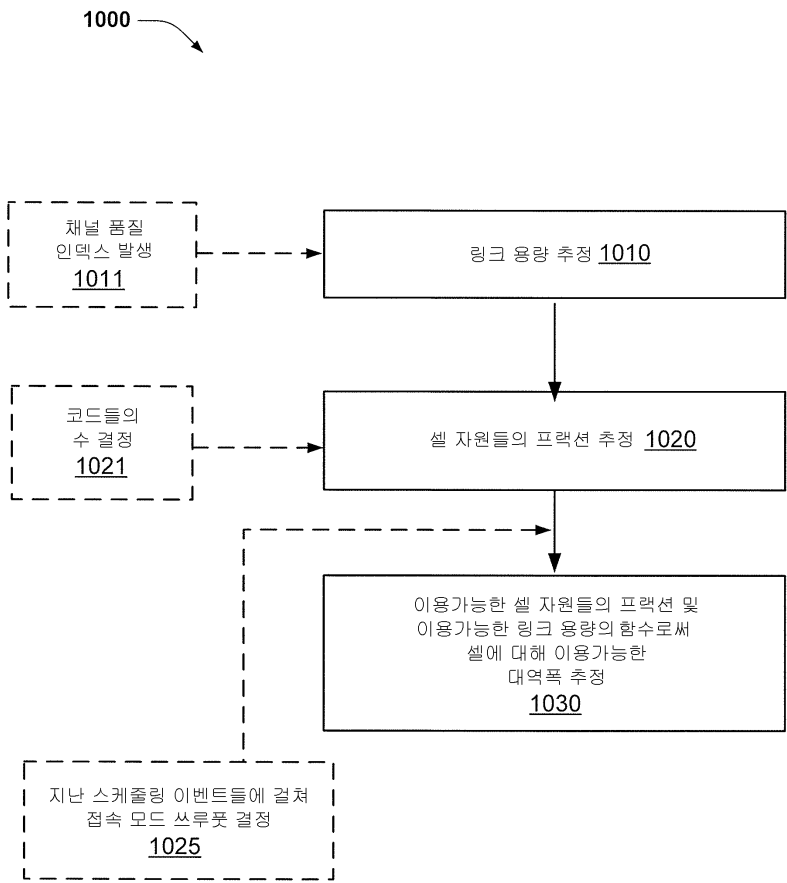 1000
채널 품질
인덱스 발생
1011
링크 용량 추정 1010
코드들의
수 결정
1021
셀 자원들의 프랙션 추정 1020
이용가능한 셀 자원들의 프랙션 및
이용가능한 링크 용량의 함수로써
셀에 대해 이용가능한
대역폭 추정
1030
지난 스케줄링 이벤트들에 걸쳐
접속 모드 쓰루풋 결정
1025